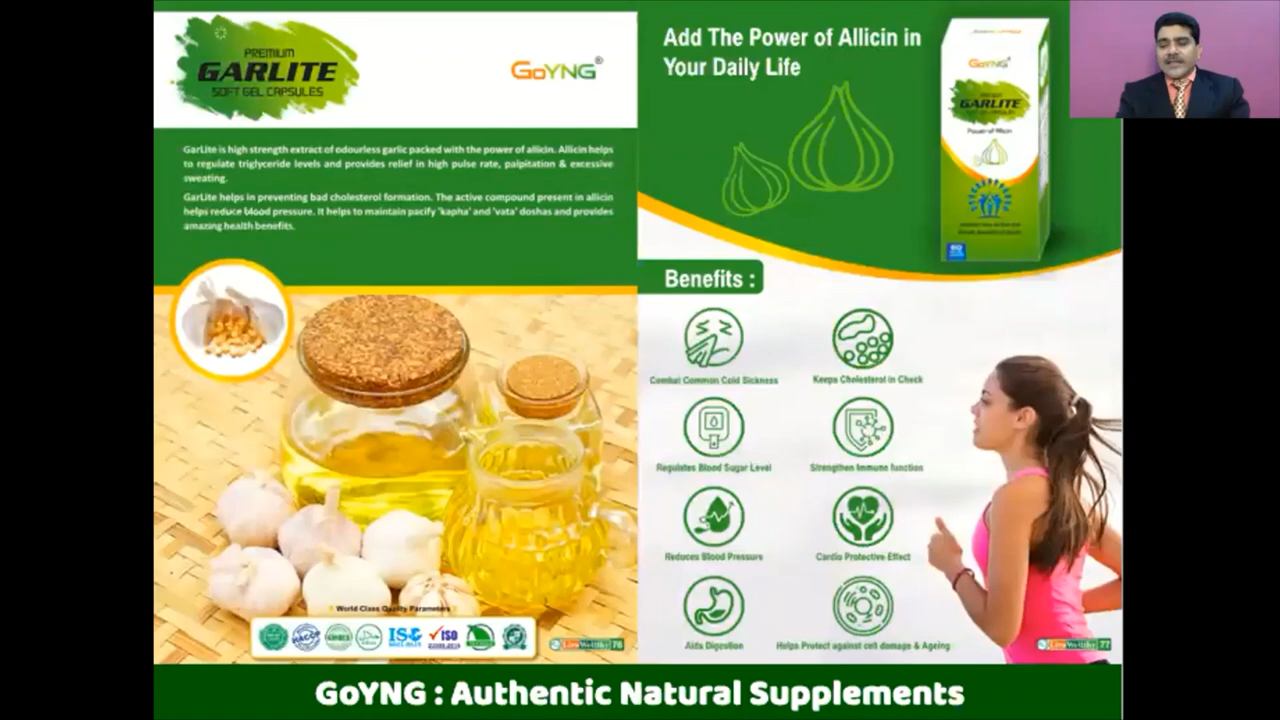 PREMIUM
GARLITE
SOFT GEL CAPSULES
GoYNG®
GarLite is high strength extract of odourless garlic packed with the power of allicin. Allicin helps
to regulate triglyceride levels and provides relief in high pulse rate, palpitation & excessive
sweating.
GarLite helps in preventing bad cholesterol formation. The active compound present in allicin
helps reduce blood pressure. It helps to maintain pacify 'kapha' and 'vata' doshas and provides
amazing health benefits.
World Class Quality Parameters
HACCP
ISO
76
Add The Power of Allicin in
Your Daily Life
GoYNG
GARLITE
Power of Allicin
60
Benefits :
Combat Common Cold Sickness
Keeps Cholesterol in Check
Regulates Blood Sugar Level
Strengthen Immune function
Reduces Blood Pressure
Cardio Protective Effect
Aids Digestion
Helps Protect against cell damage & Ageing
77
GoYNG : Authentic Natural Supplements